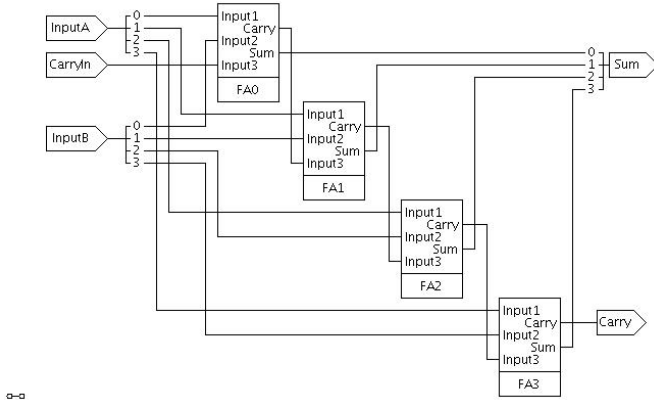 InputA
0
1
2
3
CarryIn
InputB
0
1
2
3
Input1
Carry
Input2
Sum
Input3
FA0
Input1
Carry
Input2
Sum
Input3
FA1
Input1
Carry
Input2
Sum
Input3
FA2
Input1
Carry
Input2
Sum
Input3
FA3
0
1
2
3
Sum
Carry